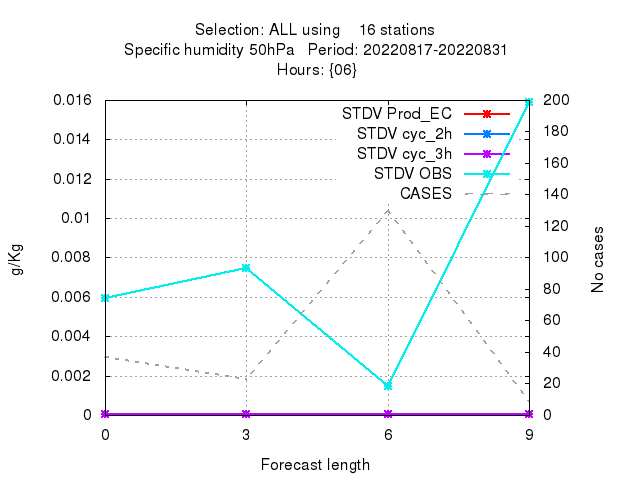 Selection: ALL using    16 stations
Specific humidity 50hPa   Period: 20220817-20220831
Hours: {06}
STDV Prod_EC
STDV cyc_2h
STDV cyc_3h
STDV OBS
CASES
0.016
0.014
0.012
0.01
0.008
0.006
0.004
0.002
0
200
180
160
140
120
100
80
60
40
20
0
g/Kg
No cases
0 3 6 9
Forecast length